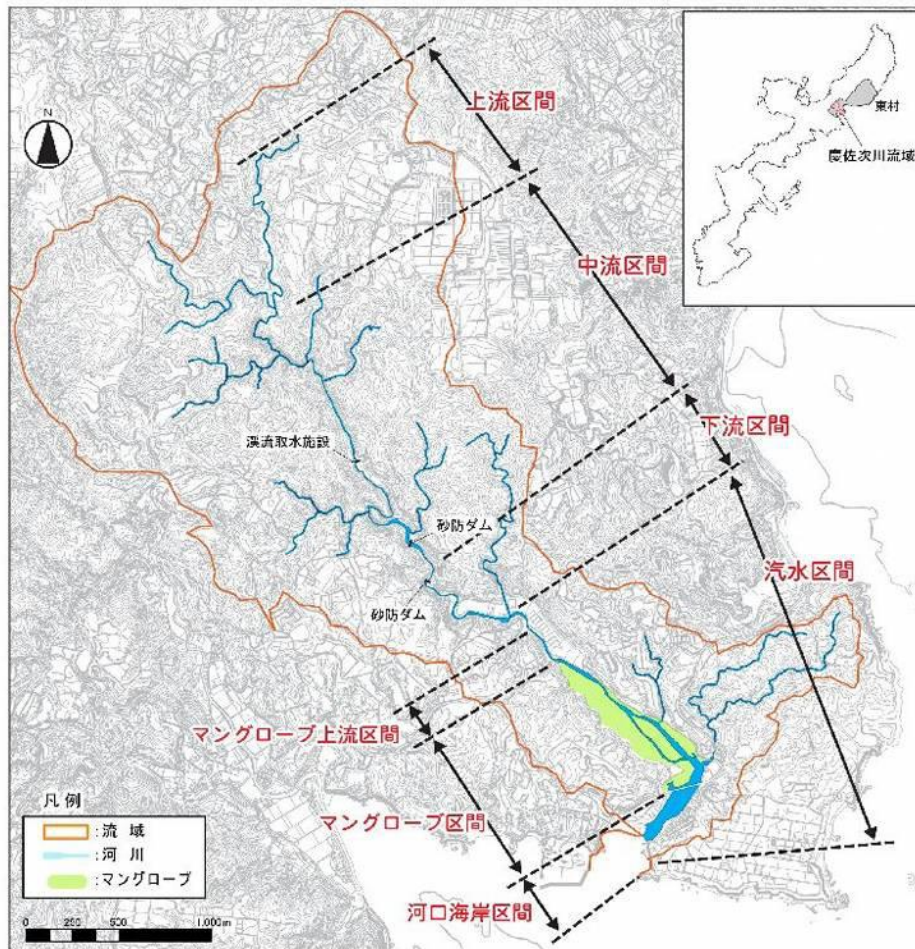 N
上流区間
東村
慶佐次川流域
中流区間
下流区間
渓流取水施設
砂防ダム
砂防ダム
汽水区間
マングローブ上流区間
マングローブ区間
河口海岸区間
凡 例
:流 域
:河 川
:マングローブ
0 250 500 1,000m